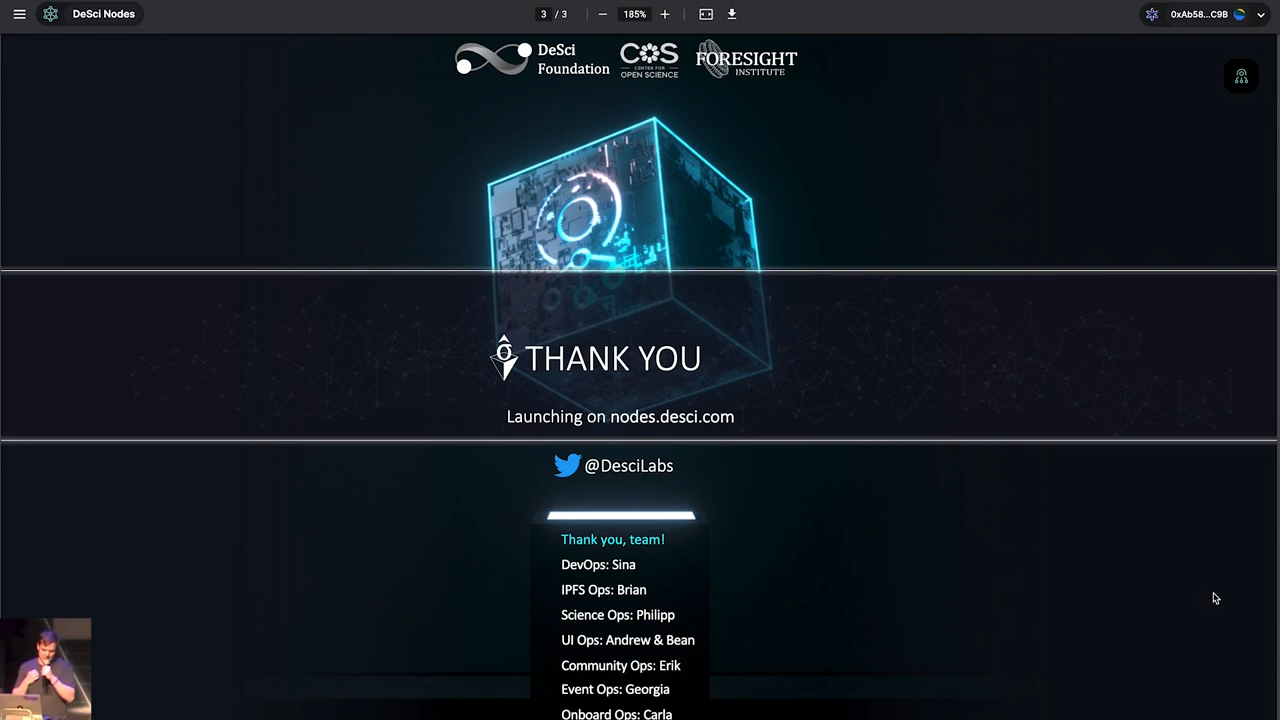 DeSci Nodes
3 / 3
185%
0xAb58...C9B
DeSci
Foundation
COS
CENTER FOR
OPEN SCIENCE
FORESIGHT
INSTITUTE
THANK YOU
Launching on nodes.desci.com
@DesciLabs
Thank you, team!
DevOps: Sina
IPFS Ops: Brian
Science Ops: Philipp
UI Ops: Andrew & Bean
Community Ops: Erik
Event Ops: Georgia
Onboard Ops: Carla